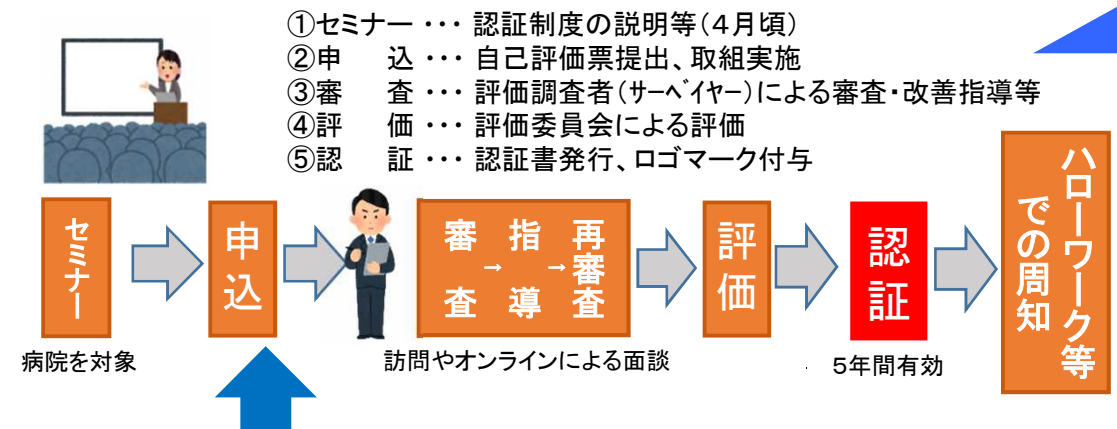 ①セミナー ･･･ 認証制度の説明等（４月頃）
②申　　込 ･･･ 自己評価票提出、取組実施
③審　　査 ･･･ 評価調査者（ｻｰﾍﾞｲﾔｰ）による審査・改善指導等
④評　　価 ･･･ 評価委員会による評価
⑤認　　証 ･･･ 認証書発行、ロゴマーク付与
セミナー
申込
審査
→
指導
→
再審査
評価
認証
ハローワーク等
での周知
病院を対象
訪問やオンラインによる面談
５年間有効